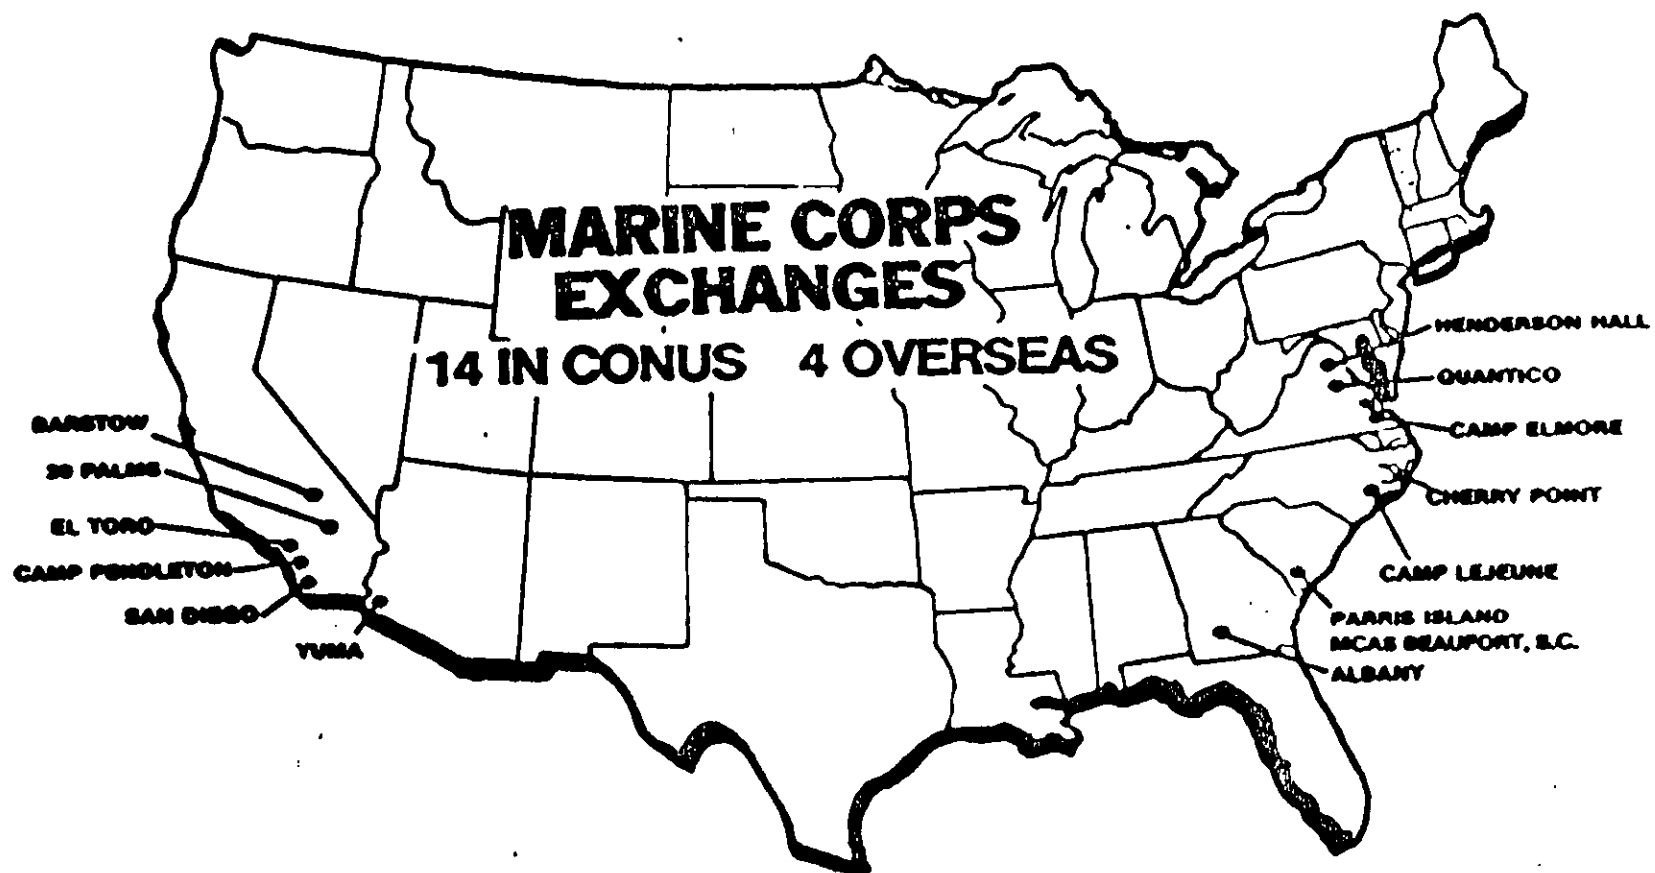 MARINE CORPS
EXCHANGES
14 IN CONUS 4 OVERSEAS
BARSTOW
29 PALMS
EL TORO
CAMP PENDLETON
SAN DIEGO
YUMA
HENDERSON HALL
QUANTICO
CAMP ELMORE
CHERRY POINT
CAMP LEJEUNE
PARRIS ISLAND
MCAS BEAUFORT, S.C.
ALBANY